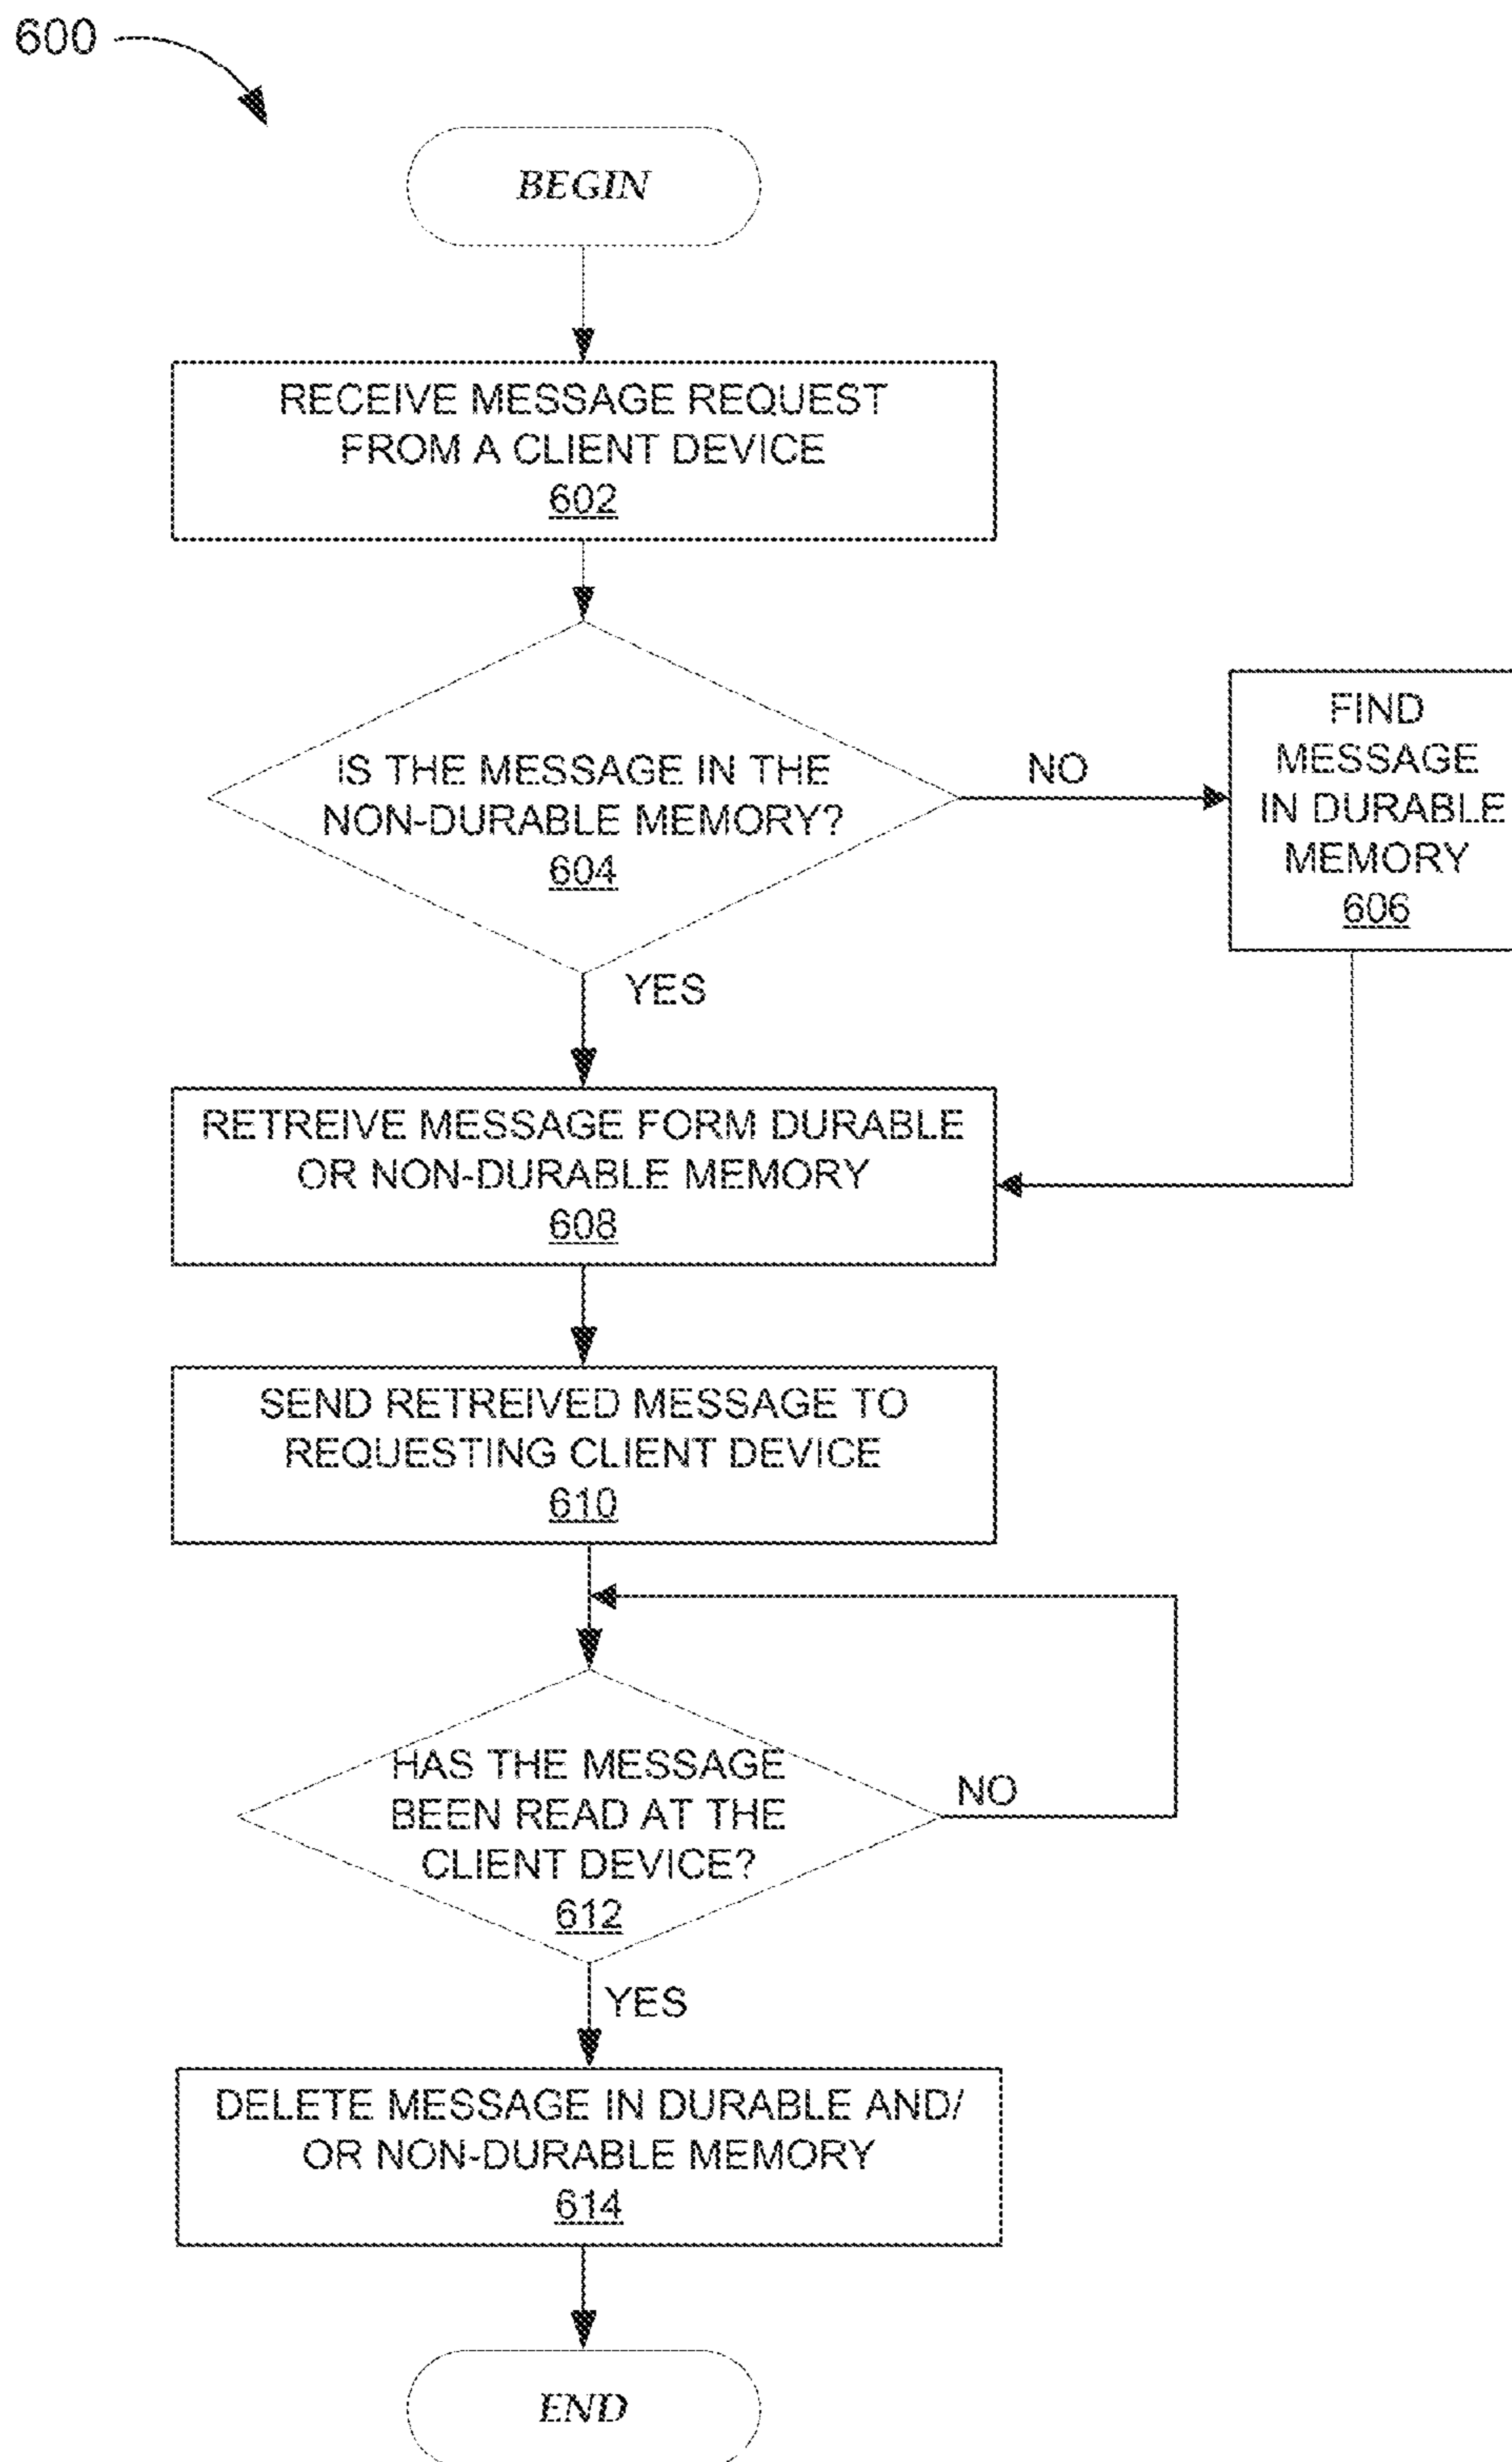 600
BEGIN
RECEIVE MESSAGE REQUEST
FROM A CLIENT DEVICE
602
IS THE MESSAGE IN THE
NON-DURABLE MEMORY?
604
NO
FIND
MESSAGE
IN DURABLE
MEMORY
606
YES
RETREIVE MESSAGE FORM DURABLE
OR NON-DURABLE MEMORY
608
SEND RETREIVED MESSAGE TO
REQUESTING CLIENT DEVICE
610
HAS THE MESSAGE
BEEN READ AT THE
CLIENT DEVICE?
612
NO
YES
DELETE MESSAGE IN DURABLE AND/
OR NON-DURABLE MEMORY
614
END